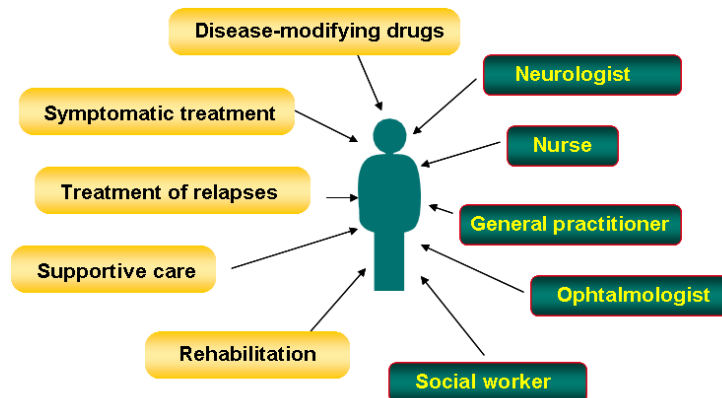 Disease-modifying drugs
Neurologist
Symptomatic treatment
Nurse
Treatment of relapses
General practitioner
Supportive care
Ophtalmologist
Rehabilitation
Social worker